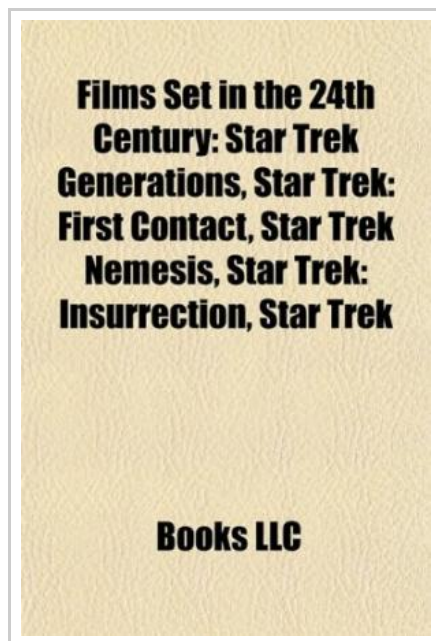 Films Set in the 24th
Century: Star Trek
Generations, Star Trek:
First Contact, Star Trek
Nemesis, Star Trek:
Insurrection, Star Trek
Books LLC